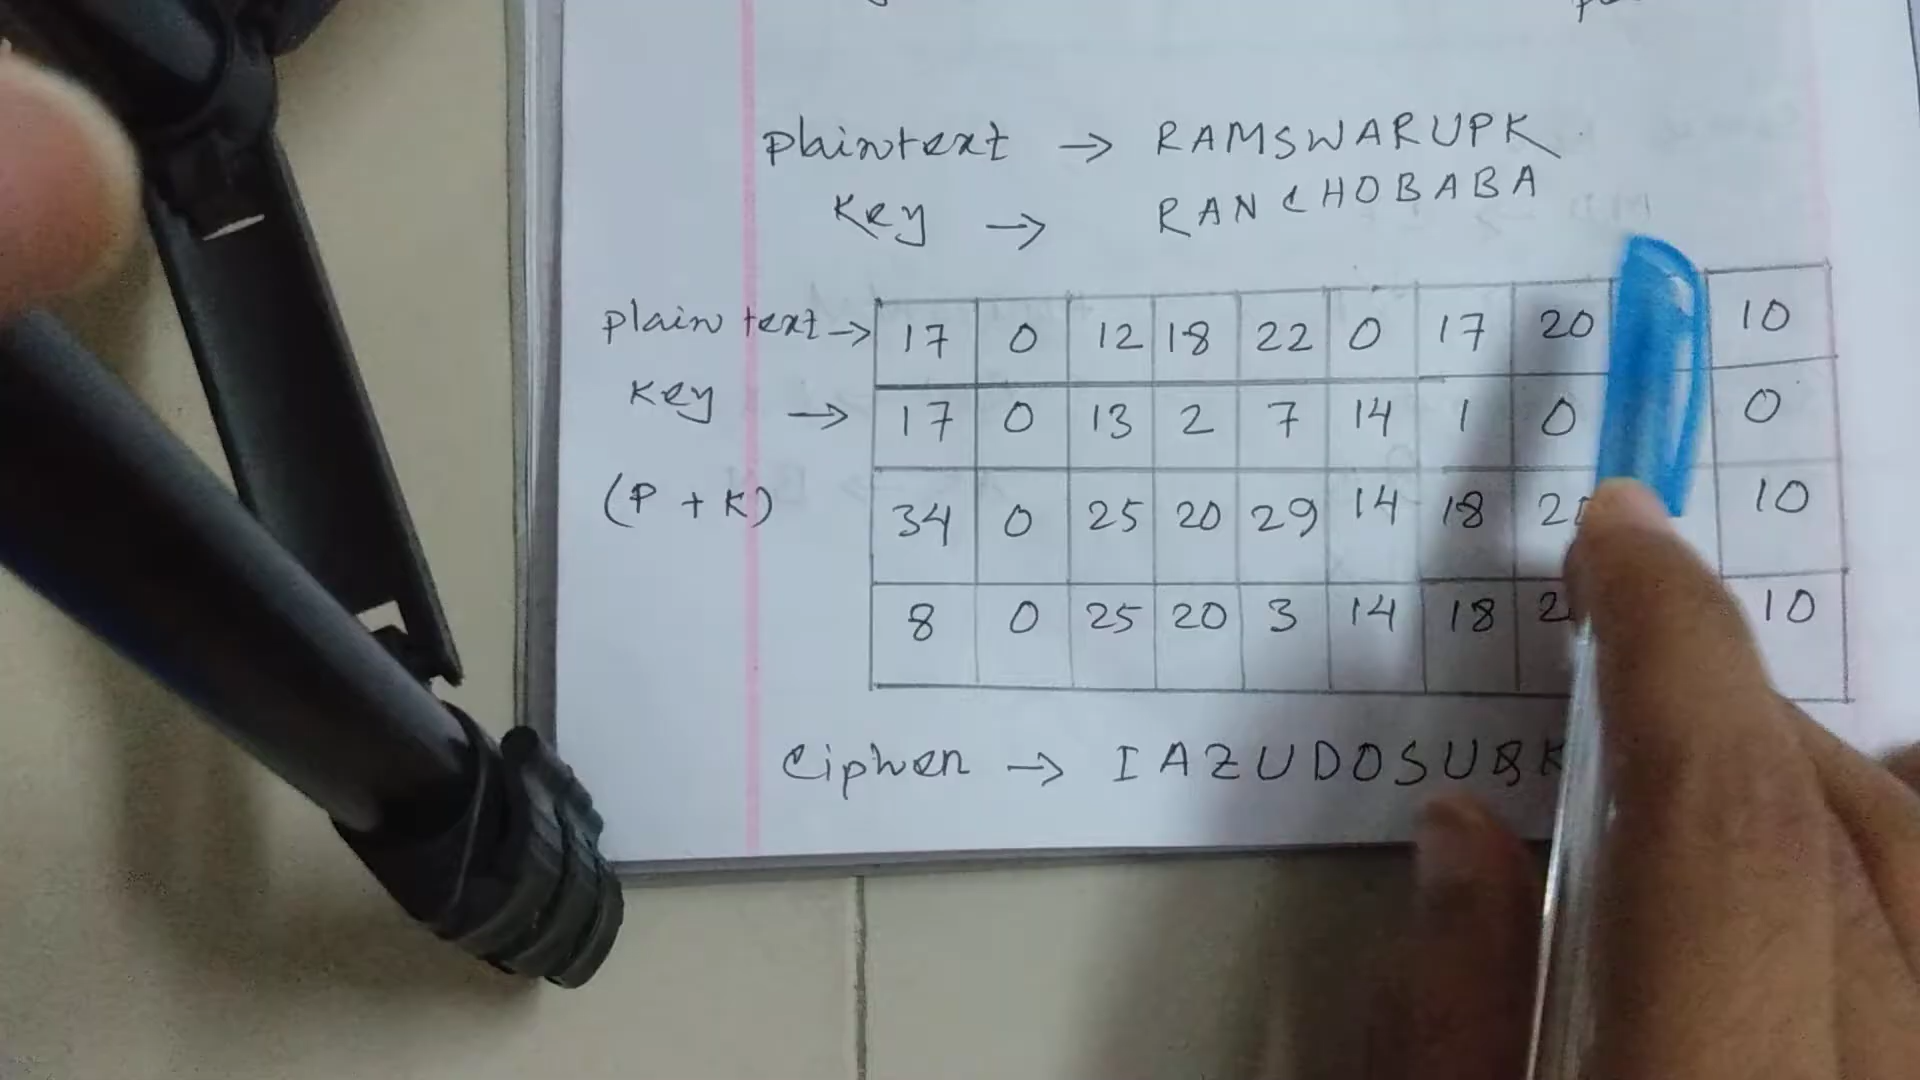 plaintext → RAMSWARUPK
Key → RANCHOBABA
plain text → 17 0 12 18 22 0 17 20 10
Key → 17 0 13 2 7 14 1 0 0
(P + K) 34 0 25 20 29 14 18 20 10
8 0 25 20 3 14 18 10
Cipher → IAZUDOSUQK